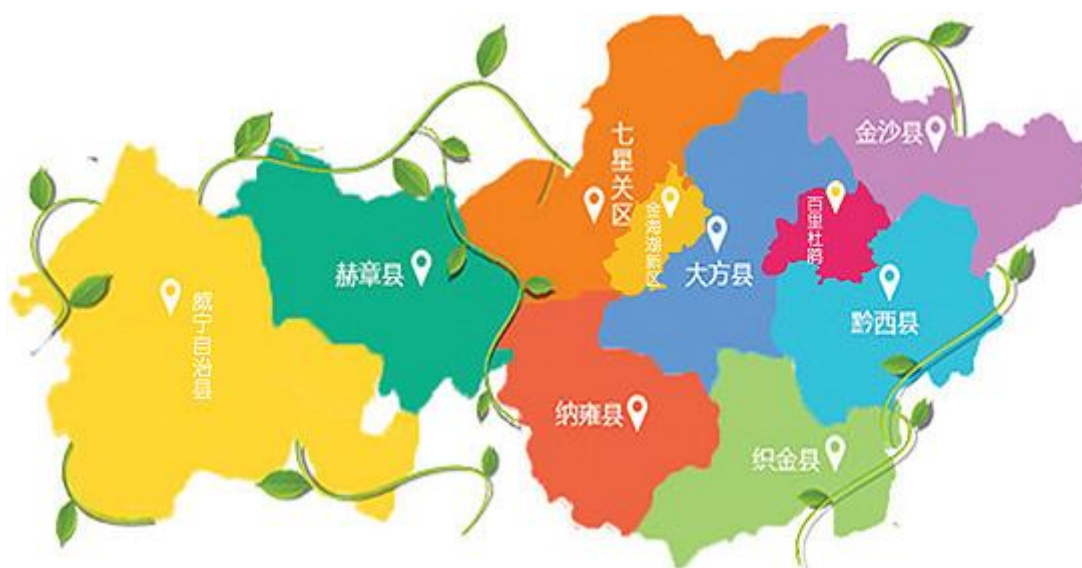 七星关区
金沙县
百里杜鹃
金海湖新区
赫章县
大方县
威宁自治县
黔西县
纳雍县
织金县